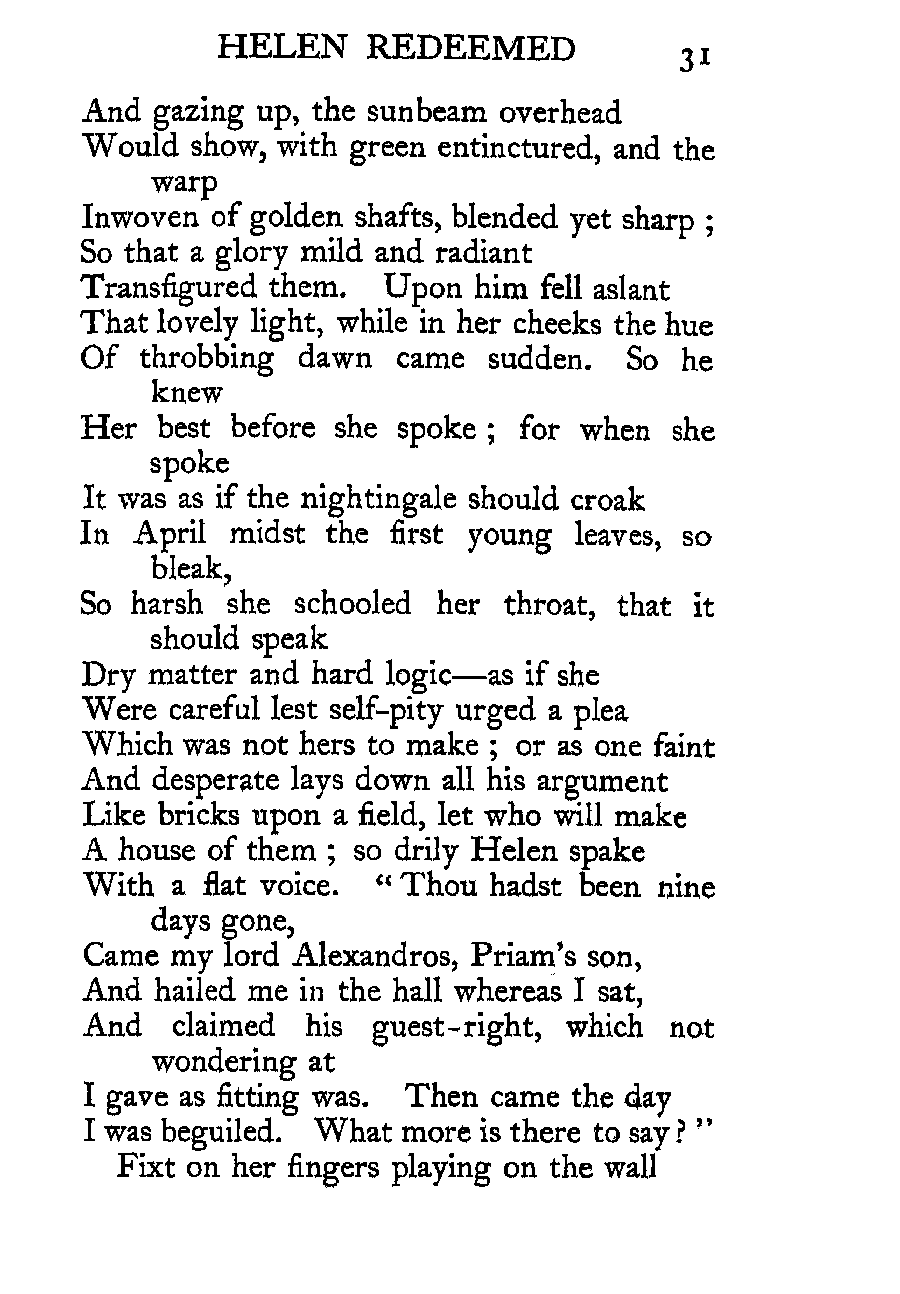 HELEN REDEEMED 31
And gazing up, the sunbeam overhead
Would show, with green entinctured, and the
warp
Inwoven of golden shafts, blended yet sharp ;
So that a glory mild and radiant
Transfigured them. Upon him fell aslant
That lovely light, while in her cheeks the hue
Of throbbing dawn came sudden. So he
knew
Her best before she spoke ; for when she
spoke
It was as if the nightingale should croak
In April midst the first young leaves, so
bleak,
So harsh she schooled her throat, that it
should speak
Dry matter and hard logic—as if she
Were careful lest self-pity urged a plea
Which was not hers to make ; or as one faint
And desperate lays down all his argument
Like bricks upon a field, let who will make
A house of them ; so drily Helen spake
With a flat voice. “ Thou hadst been nine
days gone,
Came my lord Alexandros, Priam's son,
And hailed me in the hall whereas I sat,
And claimed his guest-right, which not
wondering at
I gave as fitting was. Then came the day
I was beguiled. What more is there to say? ”
Fixt on her fingers playing on the wall